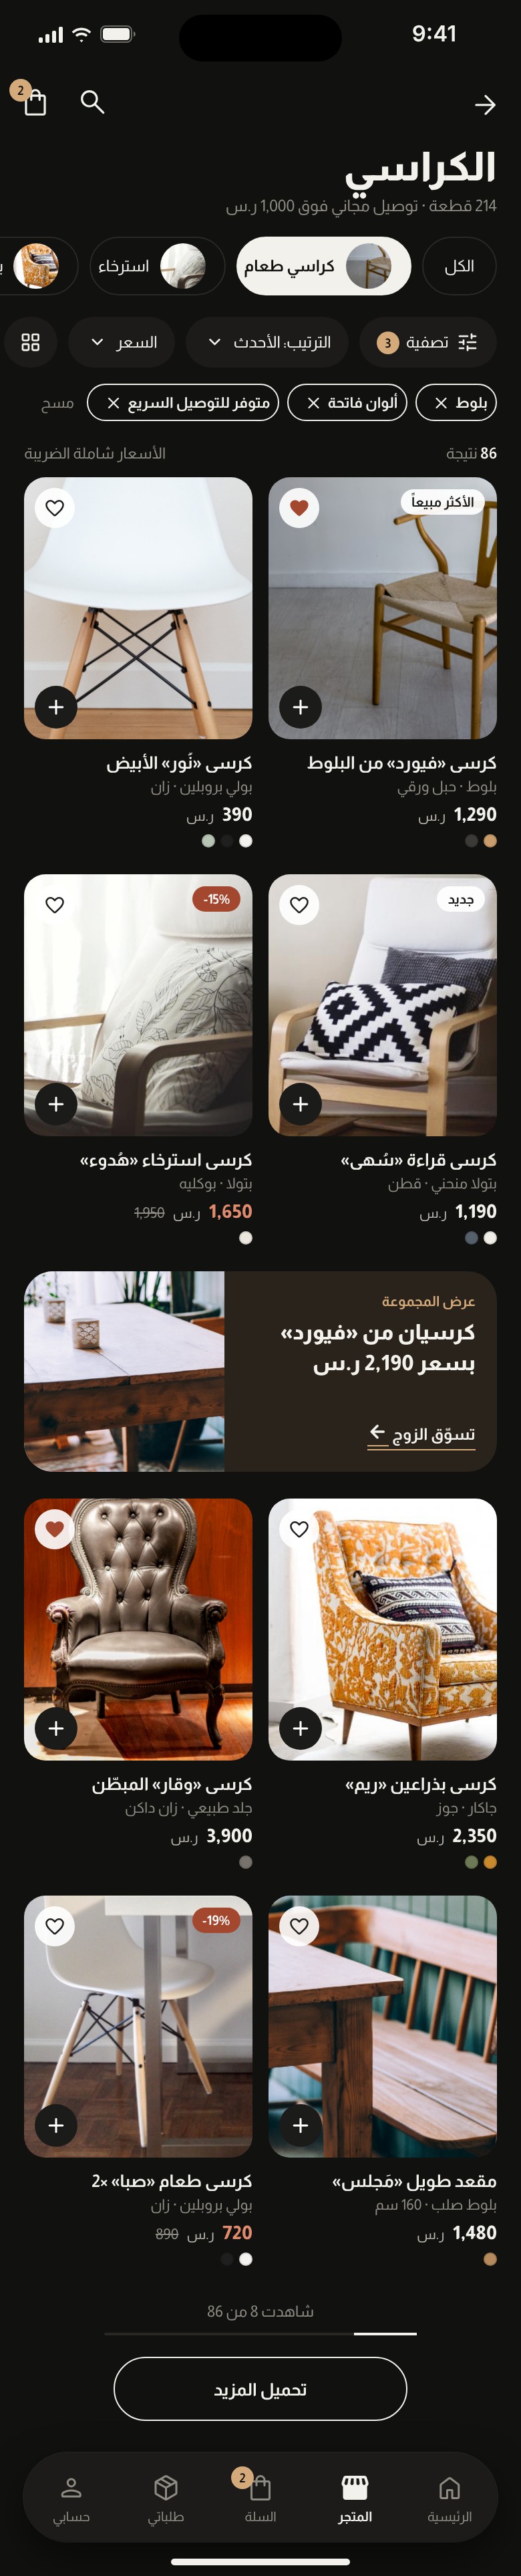 9:41
2
الكراسي
214 قطعة · توصيل مجاني فوق 1,000 ر.س
الكل
كراسي طعام
استرخاء
تصفية 3
الترتيب: الأحدث
السعر
بلوط
ألوان فاتحة
متوفر للتوصيل السريع
مسح
86 نتيجة
الأسعار شاملة الضريبة
الأكثر مبيعاً
كرسي «فيورد» من البلوط
بلوط · حبل ورقي
1,290 ر.س
كرسي «نُور» الأبيض
بولي بروبلين · زان
390 ر.س
جديد
كرسي قراءة «سُهى»
بتولا منحني · قطن
1,190 ر.س
-15%
كرسي استرخاء «هُدوء»
بتولا · بوكليه
1,650 ر.س 1,950
عرض المجموعة
كرسيان من «فيورد»
بسعر 2,190 ر.س
تسوّق الزوج
كرسي بذراعين «ريم»
جاكار · جوز
2,350 ر.س
كرسي «وقار» المبطّن
جلد طبيعي · زان داكن
3,900 ر.س
مقعد طويل «مَجلس»
بلوط صلب · 160 سم
1,480 ر.س
-19%
كرسي طعام «صبا» ×2
بولي بروبلين · زان
720 ر.س 890
شاهدت 8 من 86
تحميل المزيد
الرئيسية
المتجر
2
السلة
طلباتي
حسابي